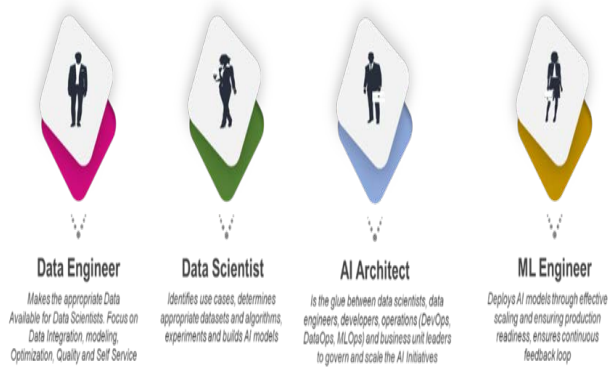 Data Engineer
Makes the appropriate Data
Available for Data Scientists. Focus on
Data Integration, modeling,
Optimization, Quality and Self Service
Data Scientist
Identifies use cases, determines
appropriate datasets and algorithms,
experiments and builds AI models
AI Architect
Is the glue between data scientists, data
engineers, developers, operations (DevOps,
DataOps, MLOps) and business unit leaders
to govern and scale the AI Initiatives
ML Engineer
Deploys AI models through effective
scaling and ensuring production
readiness, ensures continuous
feedback loop